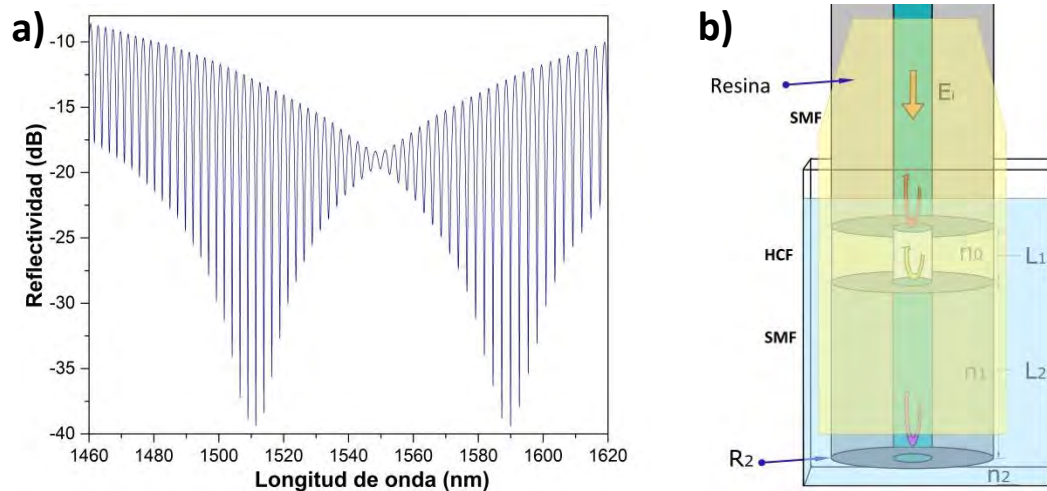 a)
-10
-15
-20
-25
-30
-35
-40
Reflectividad (dB)
1460
1480
1500
1520
1540
1560
1580
1600
1620
Longitud de onda (nm)
b)
Resina
SMF
HCF
SMF
R2
Eᵢ
n₀
L₁
n₁
L₂
n₂